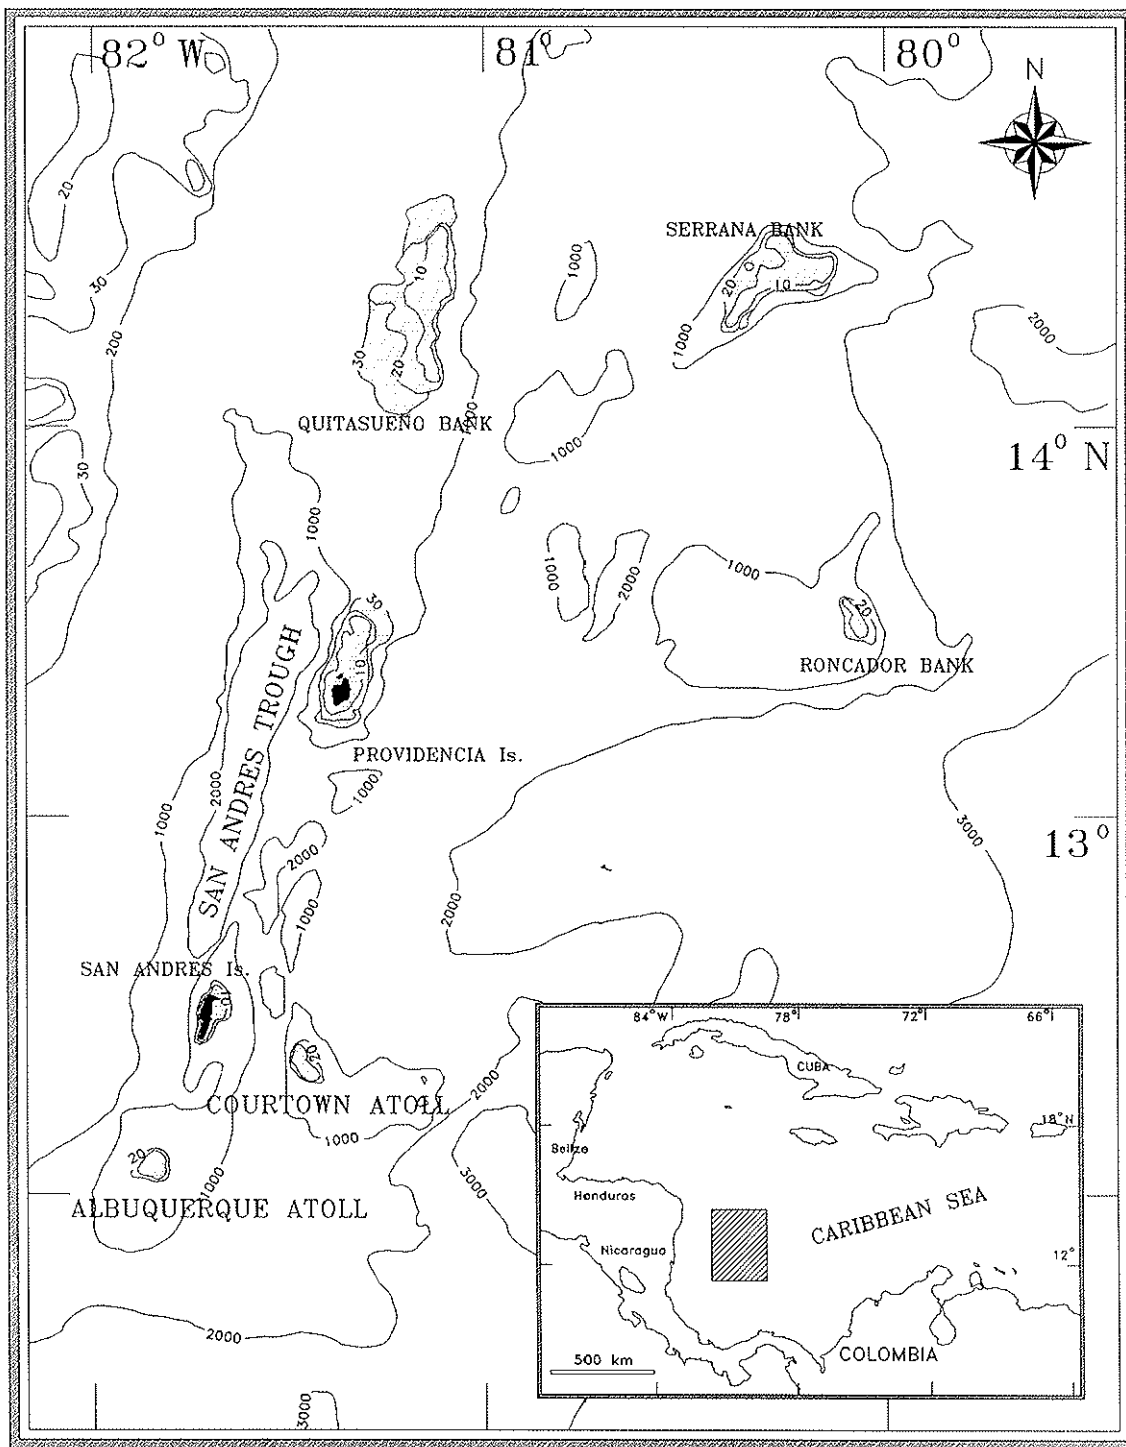 82° W
81°
80°
N
20
30
200
10
20
30
QUITASUEÑO BANK
1000
1000
1000
SERRANA BANK
20
10
1000
2000
14° N
30
1000
1000
2000
1000
20
RONCADOR BANK
30
10
PROVIDENCIA Is.
1000
SAN ANDRES TROUGH
2000
1000
2000
1000
2000
3000
13°
SAN ANDRES Is.
10
20
COURTOWN ATOLL
1000
2000
3000
20
1000
ALBUQUERQUE ATOLL
2000
3000
84°W
78°
72°
66°
CUBA
18°N
Belize
Honduras
CARIBBEAN SEA
Nicaragua
12°
500 km
COLOMBIA